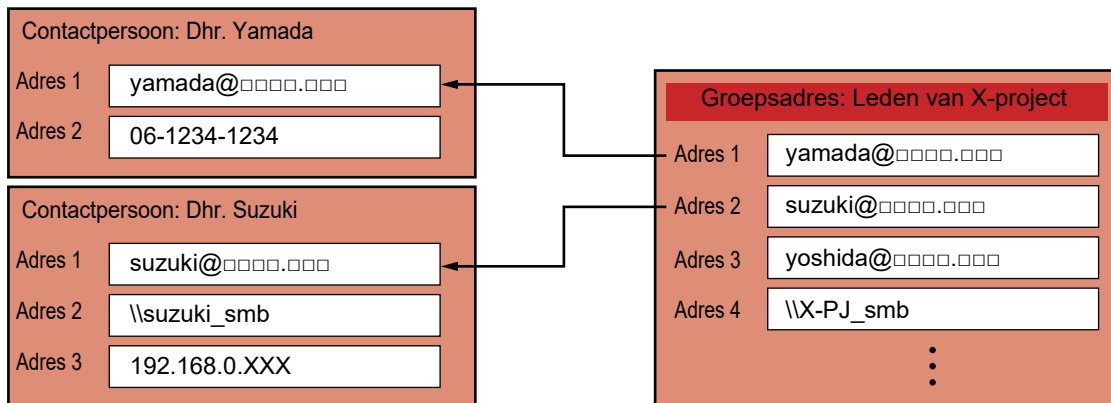 Contactpersoon: Dhr. Yamada
Adres 1 yamada@□□□□.□□□
Adres 2 06-1234-1234
Contactpersoon: Dhr. Suzuki
Adres 1 suzuki@□□□□.□□□
Adres 2 \\suzuki_smb
Adres 3 192.168.0.XXX
Groepsadres: Leden van X-project
Adres 1 yamada@□□□□.□□□
Adres 2 suzuki@□□□□.□□□
Adres 3 yoshida@□□□□.□□□
Adres 4 \\X-PJ_smb